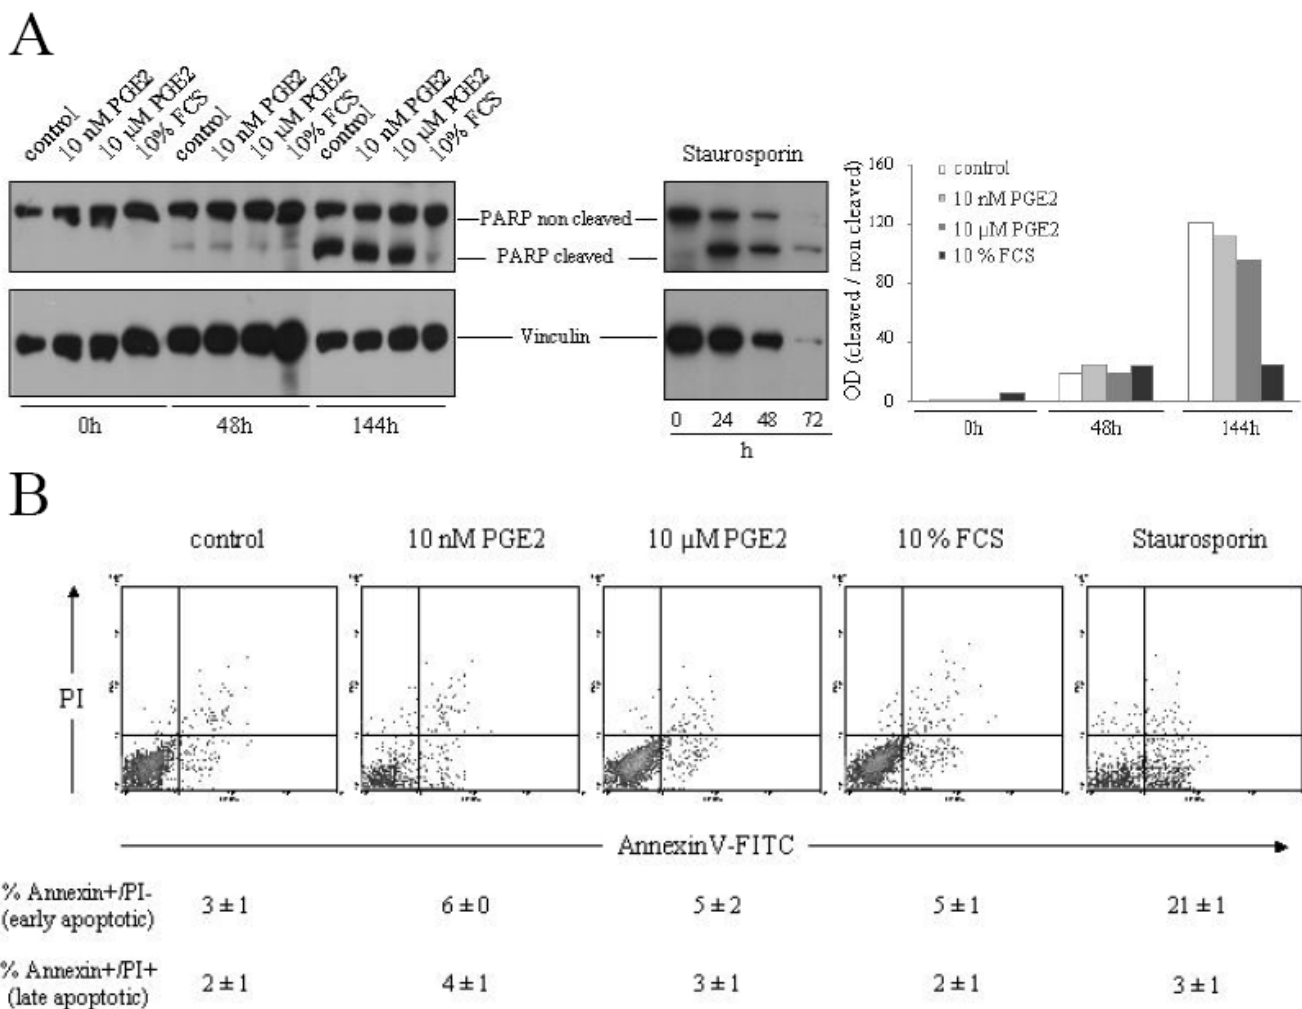 A
control
10 nM PGE2
10 µM PGE2
10% FCS
control
10 nM PGE2
10 µM PGE2
10% FCS
control
10 nM PGE2
10 µM PGE2
10% FCS
PARP non cleaved
PARP cleaved
Vinculin
0h
48h
144h
Staurosporin
0 24 48 72
h
OD (cleaved / non cleaved)
160
120
80
40
0
control
10 nM PGE2
10 µM PGE2
10 % FCS
0h
48h
144h
B
control
10 nM PGE2
10 µM PGE2
10 % FCS
Staurosporin
PI
AnnexinV-FITC
% Annexin+/PI-
(early apoptotic)
3 ± 1
6 ± 0
5 ± 2
5 ± 1
21 ± 1
% Annexin+/PI+
(late apoptotic)
2 ± 1
4 ± 1
3 ± 1
2 ± 1
3 ± 1